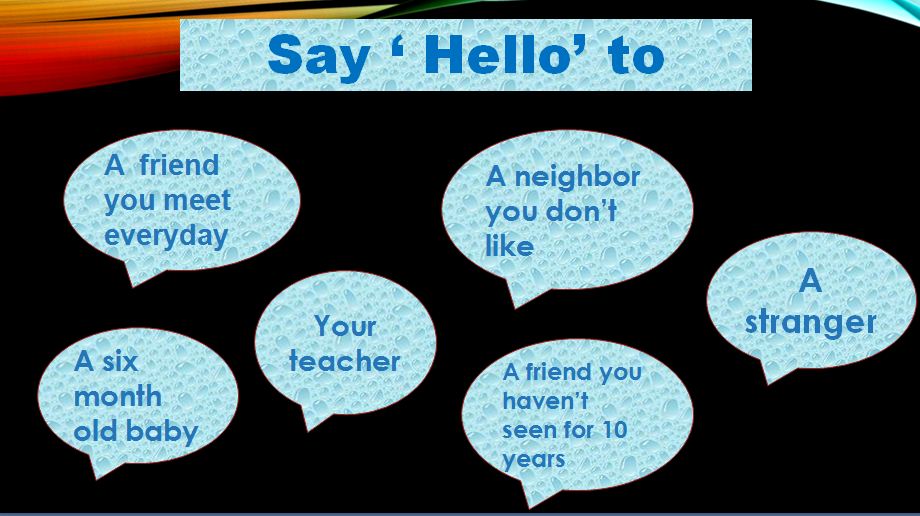 Say ‘ Hello’ to
A friend
you meet
everyday
A neighbor
you don’t
like
A
stranger
Your
teacher
A six
month
old baby
A friend you
haven’t
seen for 10
years